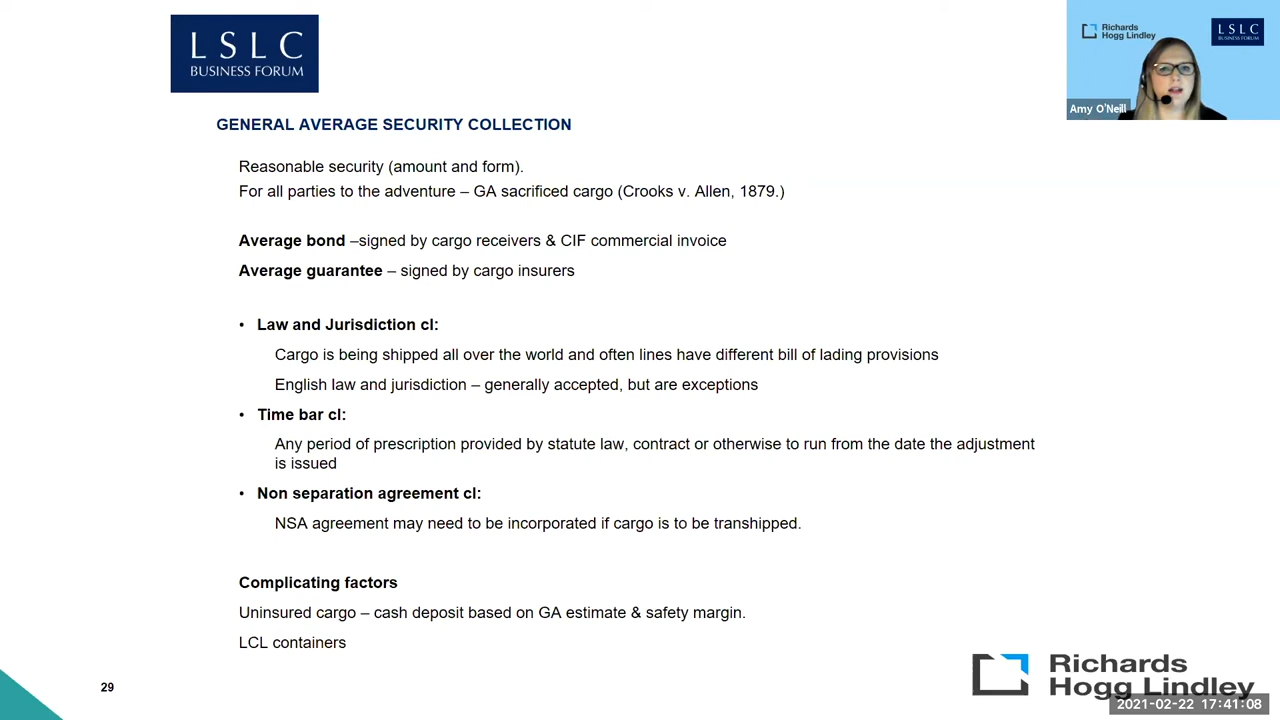 LSLC
BUSINESS FORUM
Richards
Hogg Lindley
LSLC
BUSINESS FORUM
Amy O'Neill
GENERAL AVERAGE SECURITY COLLECTION
Reasonable security (amount and form).
For all parties to the adventure – GA sacrificed cargo (Crooks v. Allen, 1879.)
Average bond –signed by cargo receivers & CIF commercial invoice
Average guarantee – signed by cargo insurers
• Law and Jurisdiction cl:
Cargo is being shipped all over the world and often lines have different bill of lading provisions
English law and jurisdiction – generally accepted, but are exceptions
• Time bar cl:
Any period of prescription provided by statute law, contract or otherwise to run from the date the adjustment
is issued
• Non separation agreement cl:
NSA agreement may need to be incorporated if cargo is to be transhipped.
Complicating factors
Uninsured cargo – cash deposit based on GA estimate & safety margin.
LCL containers
29
Richards
Hogg Lindley
2021-02-22 17:41:08